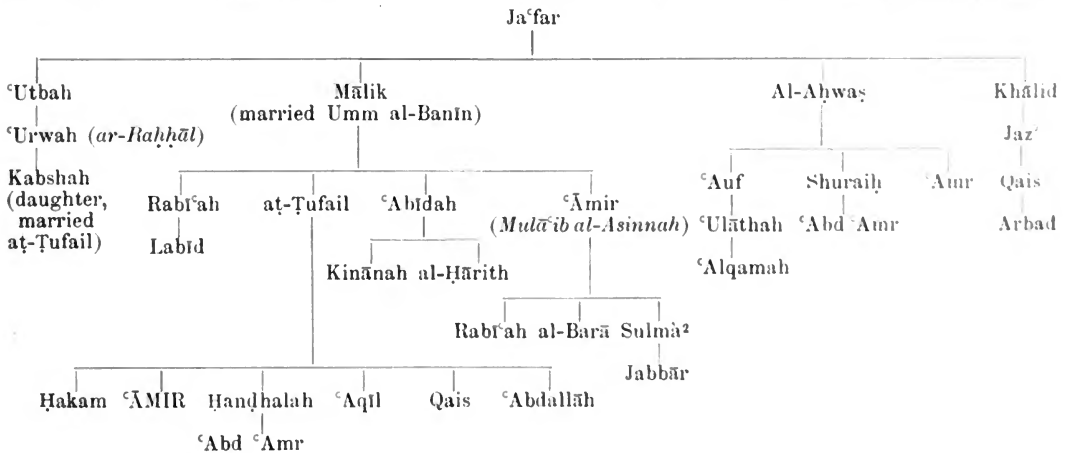 Jaʿfar
ʿUtbah Mālik Al-Aḥwaṣ Khālid
(married Umm al-Banīn)
ʿUrwah (ar-Raḥḥāl) Jazʾ
Kabshah ʿAuf Shuraiḥ ʿAmr Qais
(daughter, Rabīʿah aṭ-Ṭufail ʿAbīdah ʿĀmir
married (Mulāʿib al-Asinnah) ʿUlāthah ʿAbd ʿAmr Arbad
aṭ-Ṭufail) Labīd
Kinānah al-Ḥārith ʿAlqamah
Rabīʿah al-Barā Sulmà²
Jabbār
Ḥakam ʿĀMIR Ḥanḍhalah ʿAqīl Qais ʿAbdallāh
ʿAbd ʿAmr